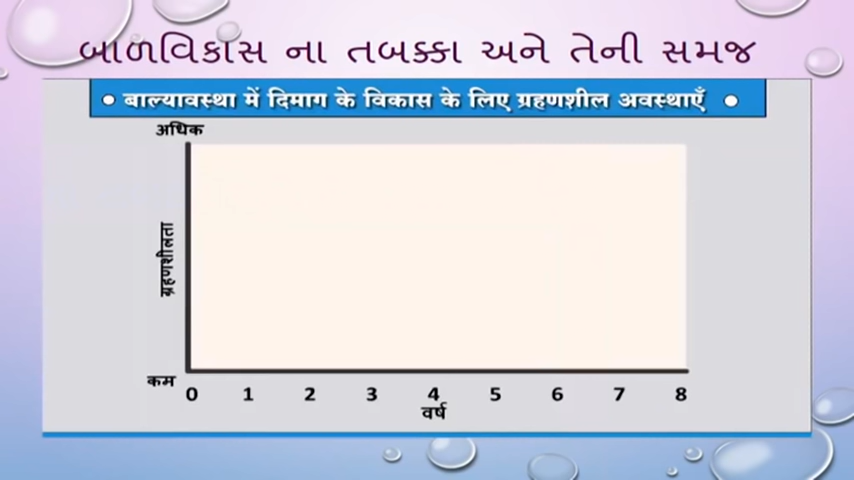 બાળવિકાસ ના તબક્કા અને તેની સમજ
• बाल्यावस्था में दिमाग के विकास के लिए ग्रहणशील अवस्थाएँ •
अधिक
ग्रहणशीलता
कम
0 1 2 3 4 5 6 7 8
वर्ष